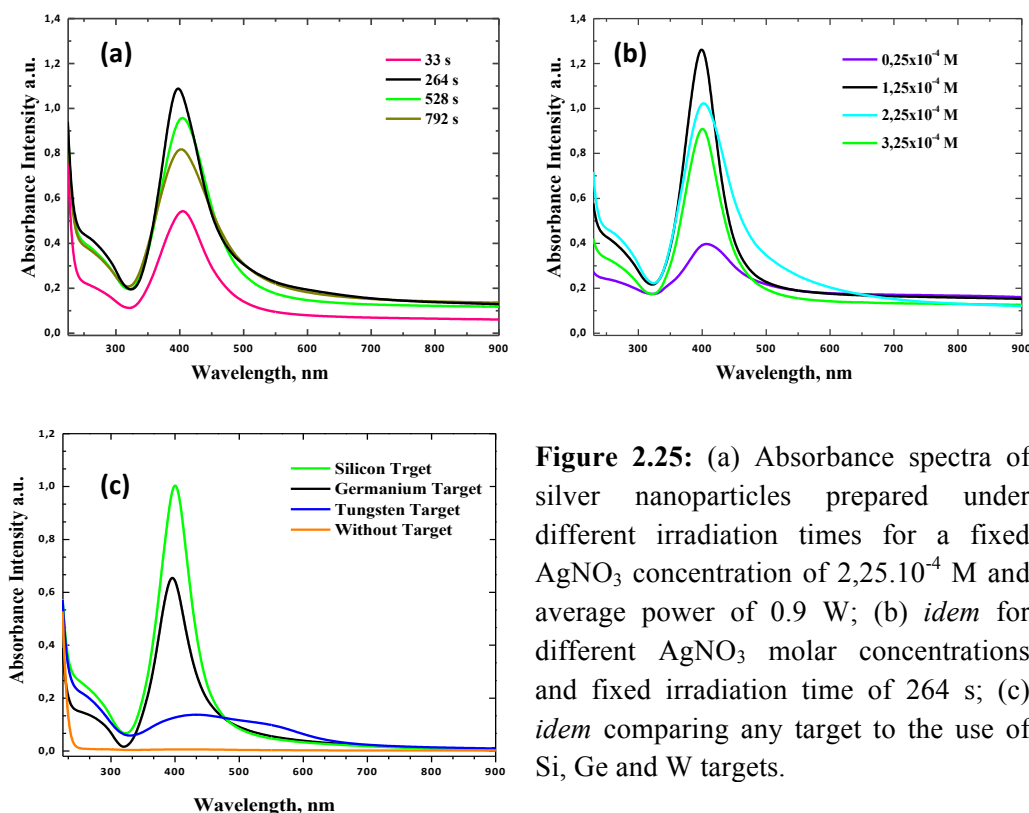 (a)
33 s
264 s
528 s
792 s
Absorbance Intensity a.u.
1,4
1,2
1,0
0,8
0,6
0,4
0,2
0,0
300 400 500 600 700 800 900
Wavelength, nm
(b)
0,25x10⁻⁴ M
1,25x10⁻⁴ M
2,25x10⁻⁴ M
3,25x10⁻⁴ M
Absorbance Intensity a.u.
1,4
1,2
1,0
0,8
0,6
0,4
0,2
0,0
300 400 500 600 700 800 900
Wavelength, nm
(c)
Silicon Trget
Germanium Target
Tungsten Target
Without Target
Absorbance Intensity a.u.
1,2
1,0
0,8
0,6
0,4
0,2
0,0
300 400 500 600 700 800 900
Wavelength, nm
Figure 2.25: (a) Absorbance spectra of
silver nanoparticles prepared under
different irradiation times for a fixed
AgNO₃ concentration of 2,25.10⁻⁴ M and
average power of 0.9 W; (b) idem for
different AgNO₃ molar concentrations
and fixed irradiation time of 264 s; (c)
idem comparing any target to the use of
Si, Ge and W targets.